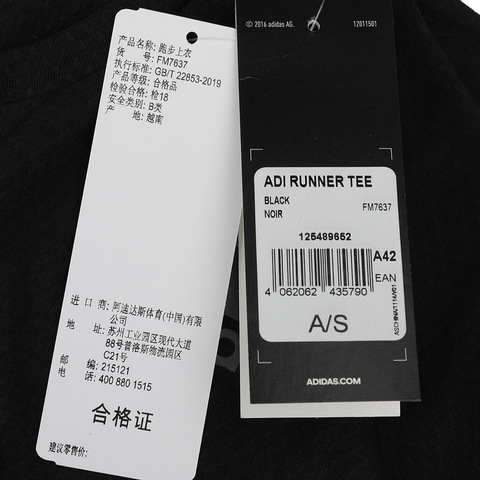 产品名称: 跑步上衣
货 号: FM7637
执行标准: GB/T 22853-2019
产品等级: 合格品
检验合格: 检18
安全类别: B类
产 地: 越南
进 口 商: 阿迪达斯体育(中国)有限
公司
地 址: 苏州工业园区现代大道
88号普洛斯物流园区
C21号
邮 编: 215121
电 话: 400 880 1515
合格证
建议零售价:
© 2016 adidas AG. 12011501
ADI RUNNER TEE
BLACK
NOIR FM7637
125489652
A42
EAN
4 062062 435790
A/S
ASCHINA/1114/V01
ADIDAS.COM